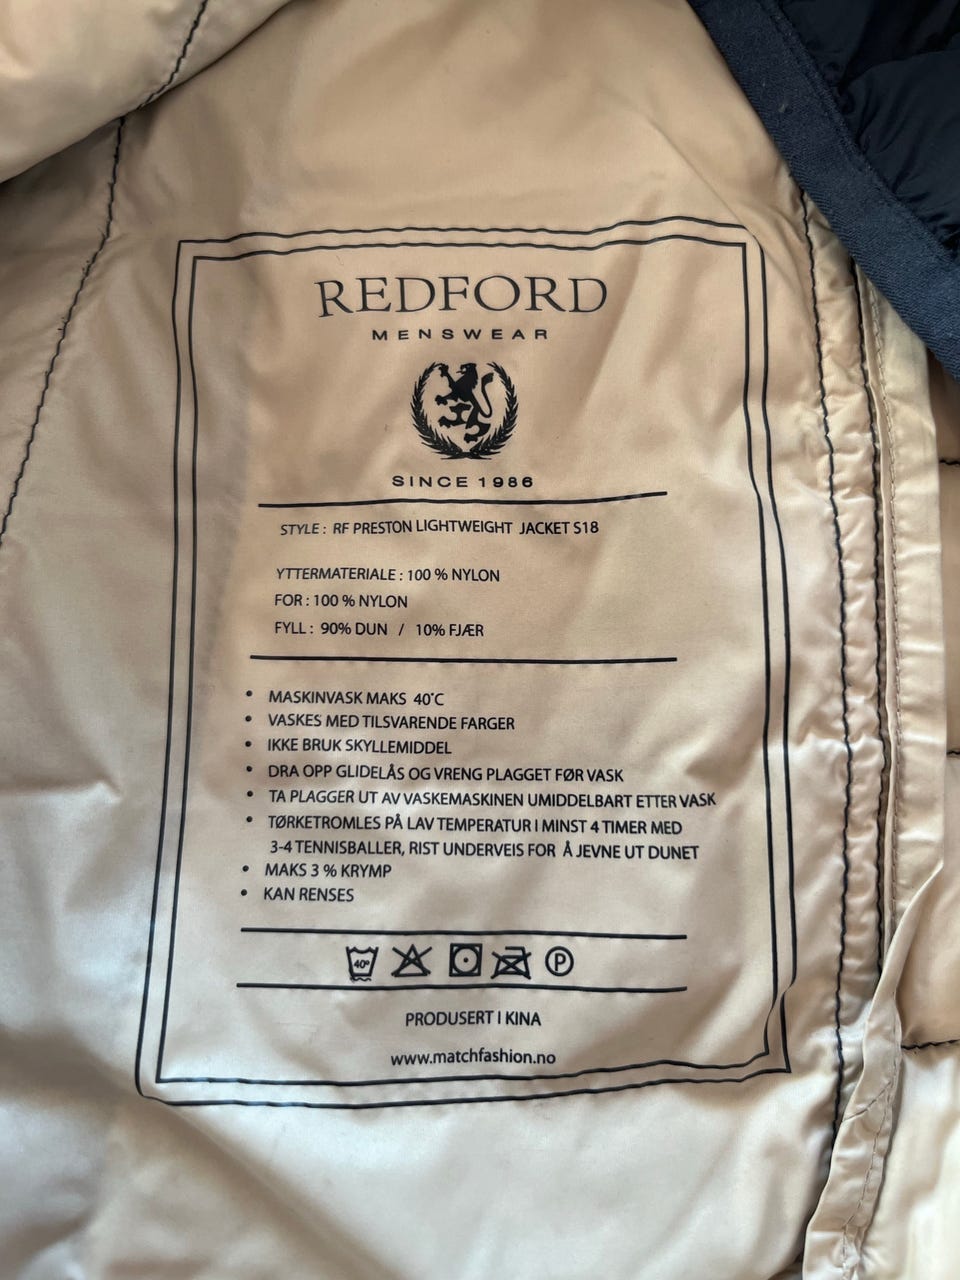 REDFORD
MENSWEAR
SINCE 1986
STYLE : RF PRESTON LIGHTWEIGHT JACKET S18
YTTERMATERIALE : 100 % NYLON
FOR : 100 % NYLON
FYLL : 90% DUN / 10% FJÆR
• MASKINVASK MAKS 40°C
• VASKES MED TILSVARENDE FARGER
• IKKE BRUK SKYLLEMIDDEL
• DRA OPP GLIDELÅS OG VRENG PLAGGET FØR VASK
• TA PLAGGER UT AV VASKEMASKINEN UMIDDELBART ETTER VASK
• TØRKETROMLES PÅ LAV TEMPERATUR I MINST 4 TIMER MED
3-4 TENNISBALLER, RIST UNDERVEIS FOR Å JEVNE UT DUNET
• MAKS 3 % KRYMP
• KAN RENSES
40° P
PRODUSERT I KINA
www.matchfashion.no